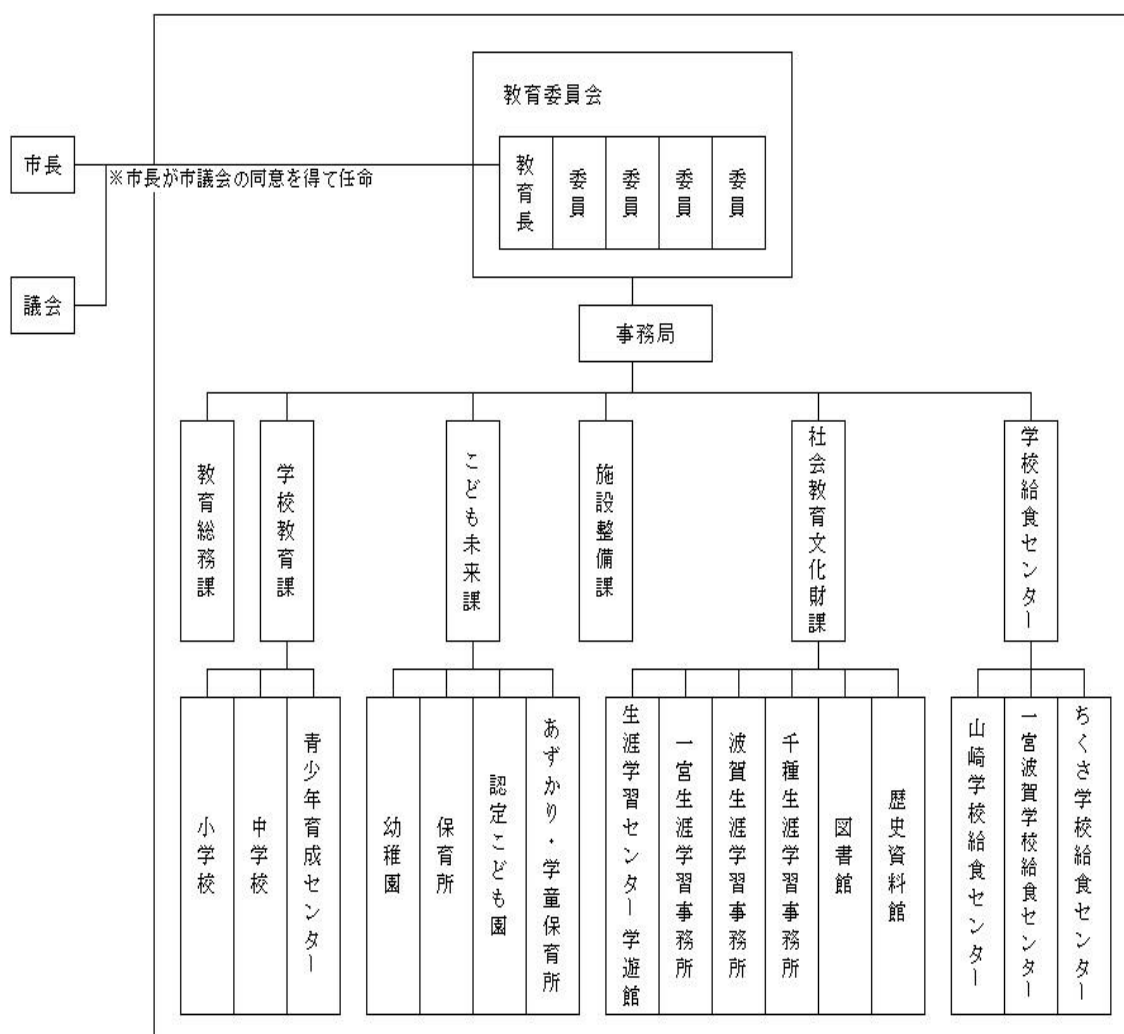 教育委員会
市長
※市長が市議会の同意を得て任命
教育長
委員
委員
委員
委員
議会
事務局
教育総務課
学校教育課
こども未来課
施設整備課
社会教育文化財課
学校給食センター
小学校
中学校
青少年育成センター
幼稚園
保育所
認定こども園
あずかり・学童保育所
生涯学習センター学遊館
一宮生涯学習事務所
波賀生涯学習事務所
千種生涯学習事務所
図書館
歴史資料館
山崎学校給食センター
一宮波賀学校給食センター
ちくさ学校給食センター